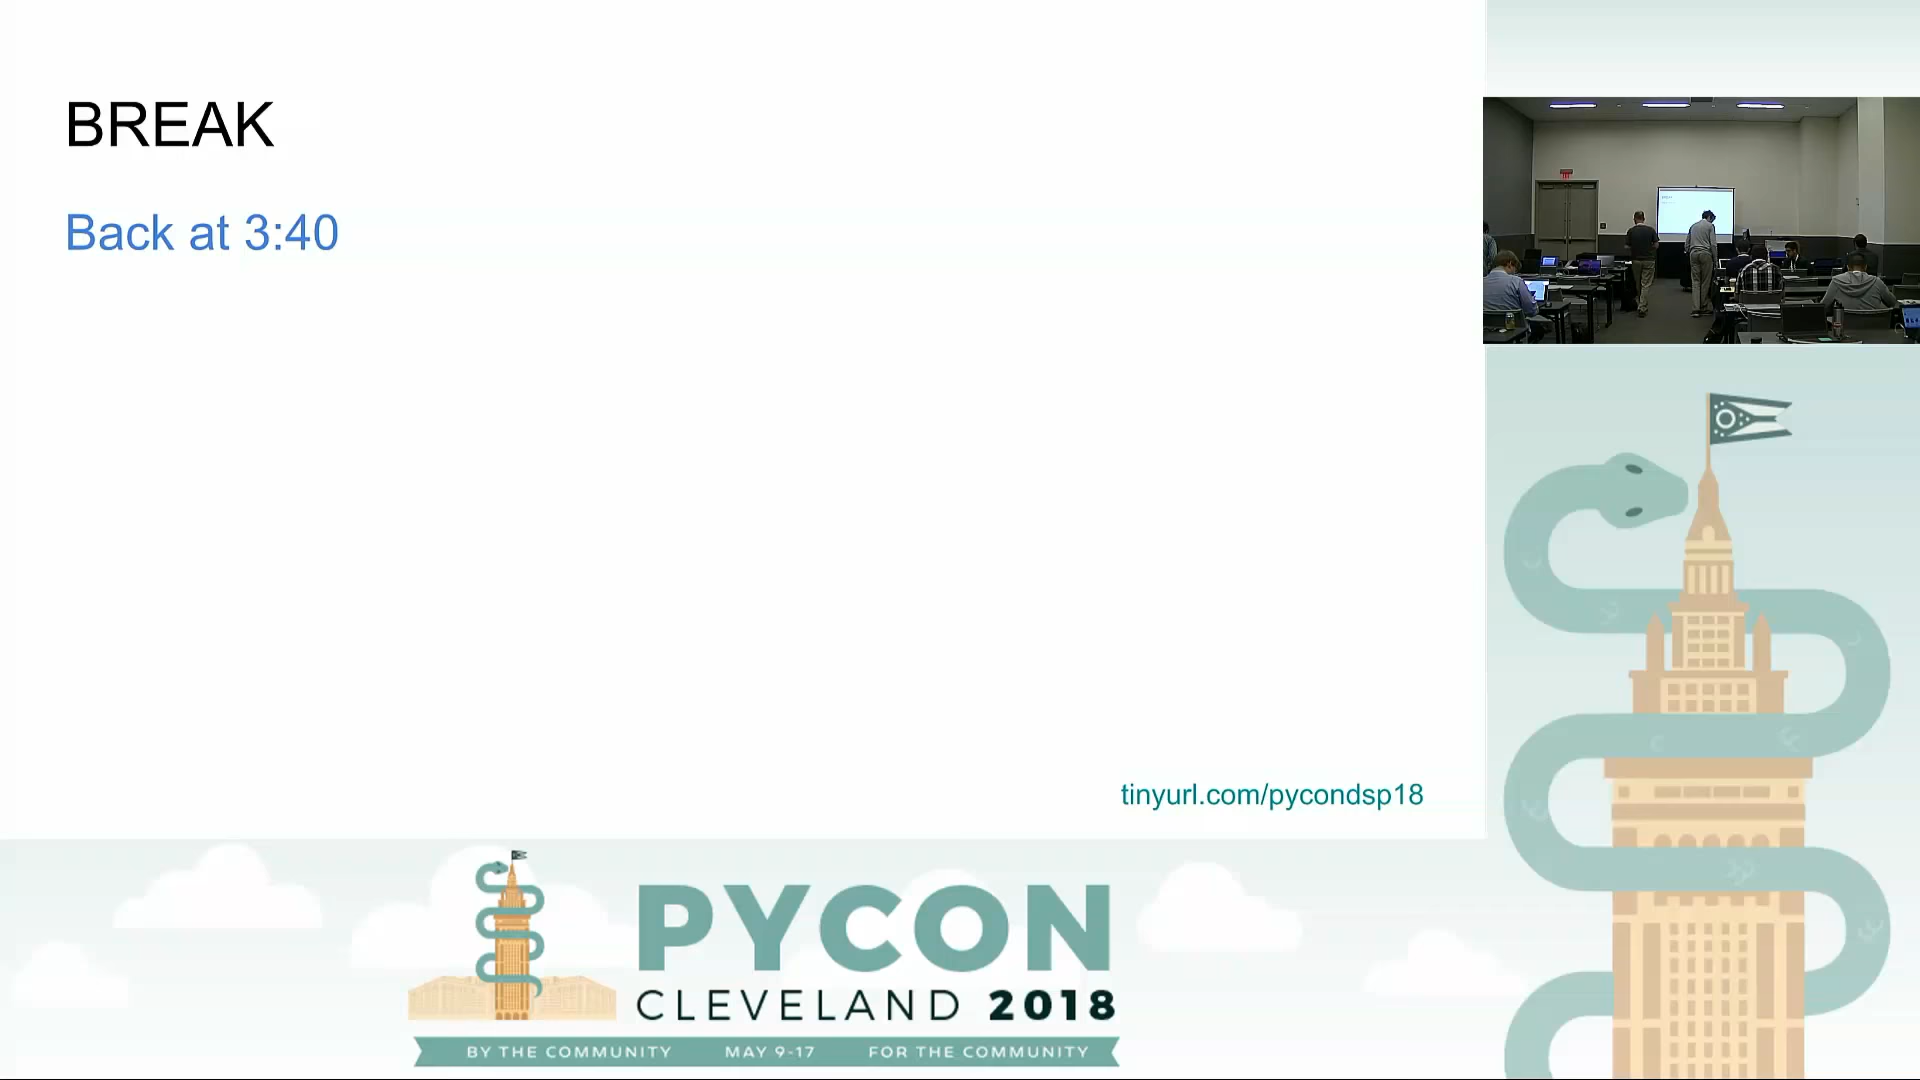 BREAK
Back at 3:40
tinyurl.com/pycondsp18
PYCON
CLEVELAND 2018
BY THE COMMUNITY MAY 9-17 FOR THE COMMUNITY